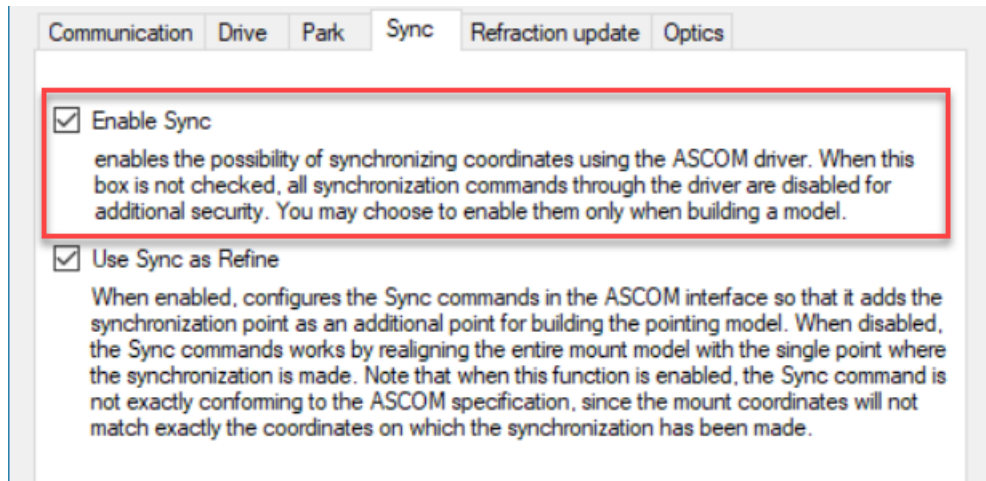 Communication Drive Park Sync Refraction update Optics
Enable Sync
enables the possibility of synchronizing coordinates using the ASCOM driver. When this
box is not checked, all synchronization commands through the driver are disabled for
additional security. You may choose to enable them only when building a model.
Use Sync as Refine
When enabled, configures the Sync commands in the ASCOM interface so that it adds the
synchronization point as an additional point for building the pointing model. When disabled,
the Sync commands works by realigning the entire mount model with the single point where
the synchronization is made. Note that when this function is enabled, the Sync command is
not exactly conforming to the ASCOM specification, since the mount coordinates will not
match exactly the coordinates on which the synchronization has been made.